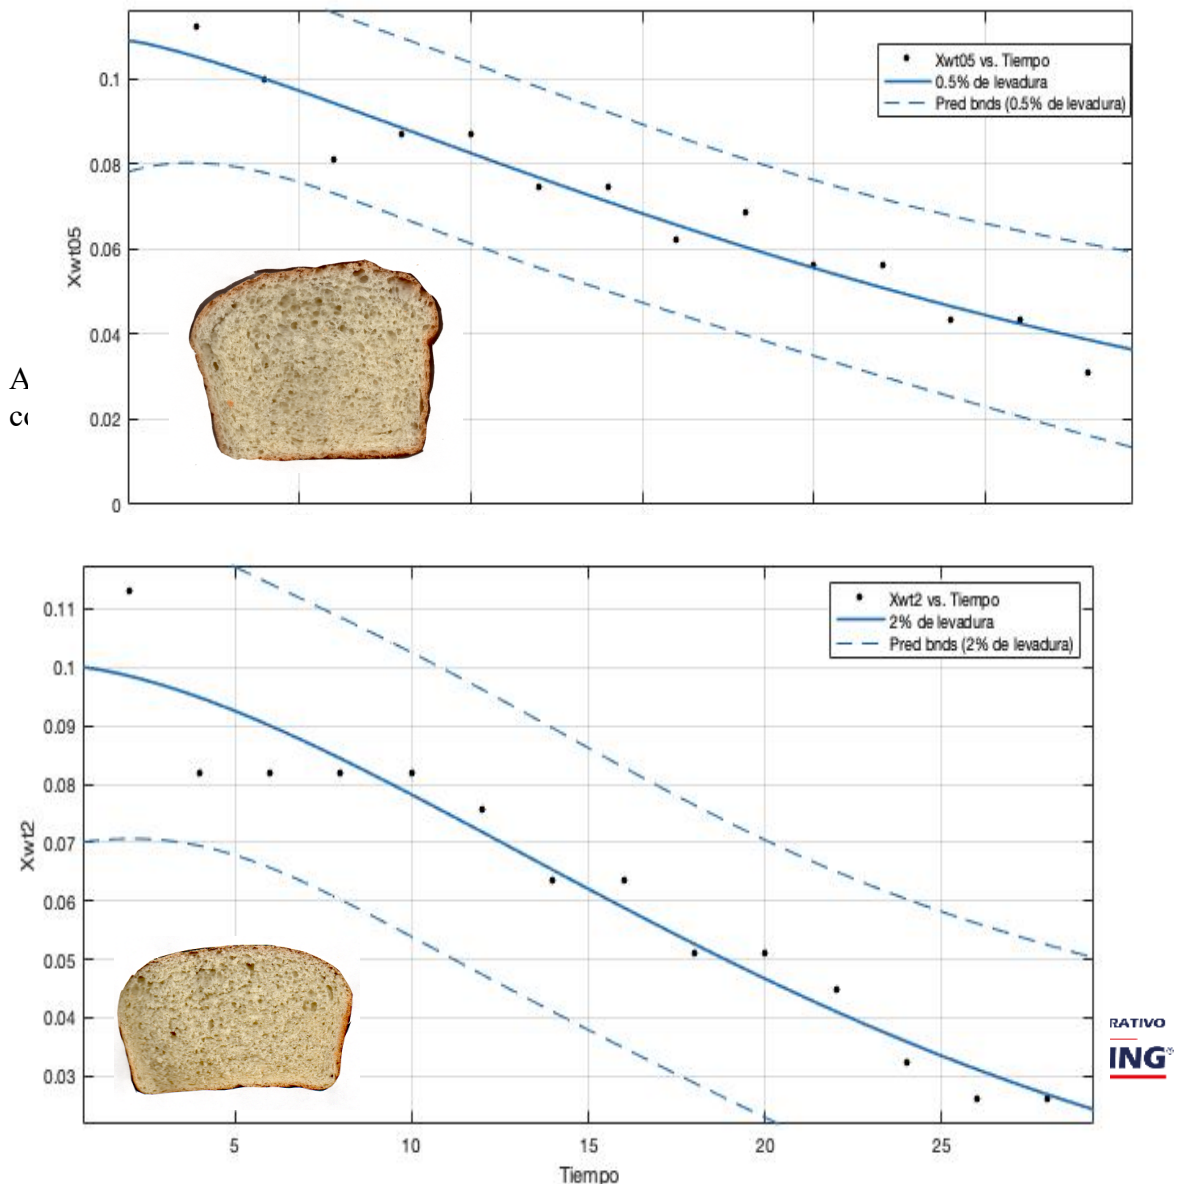 Xwt05 vs. Tiempo
0.5% de levadura
Pred bnds (0.5% de levadura)
0.1
0.08
0.06
0.04
0.02
0
Xwt05
A
Xwt2 vs. Tiempo
2% de levadura
Pred bnds (2% de levadura)
0.11
0.1
0.09
0.08
0.07
0.06
0.05
0.04
0.03
Xwt2
5 10 15 20 25
Tiempo
RATIVO
ING®